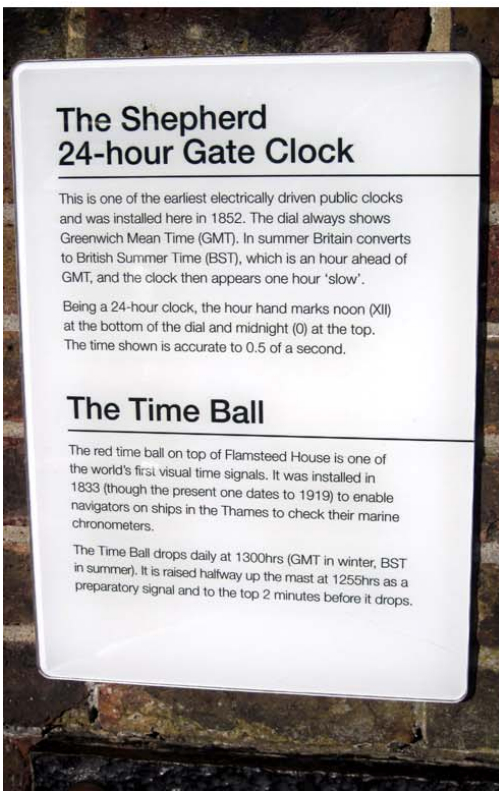 The Shepherd
24-hour Gate Clock
This is one of the earliest electrically driven public clocks
and was installed here in 1852. The dial always shows
Greenwich Mean Time (GMT). In summer Britain converts
to British Summer Time (BST), which is an hour ahead of
GMT, and the clock then appears one hour ‘slow’.
Being a 24-hour clock, the hour hand marks noon (XII)
at the bottom of the dial and midnight (0) at the top.
The time shown is accurate to 0.5 of a second.
The Time Ball
The red time ball on top of Flamsteed House is one of
the world’s first visual time signals. It was installed in
1833 (though the present one dates to 1919) to enable
navigators on ships in the Thames to check their marine
chronometers.
The Time Ball drops daily at 1300hrs (GMT in winter, BST
in summer). It is raised halfway up the mast at 1255hrs as a
preparatory signal and to the top 2 minutes before it drops.